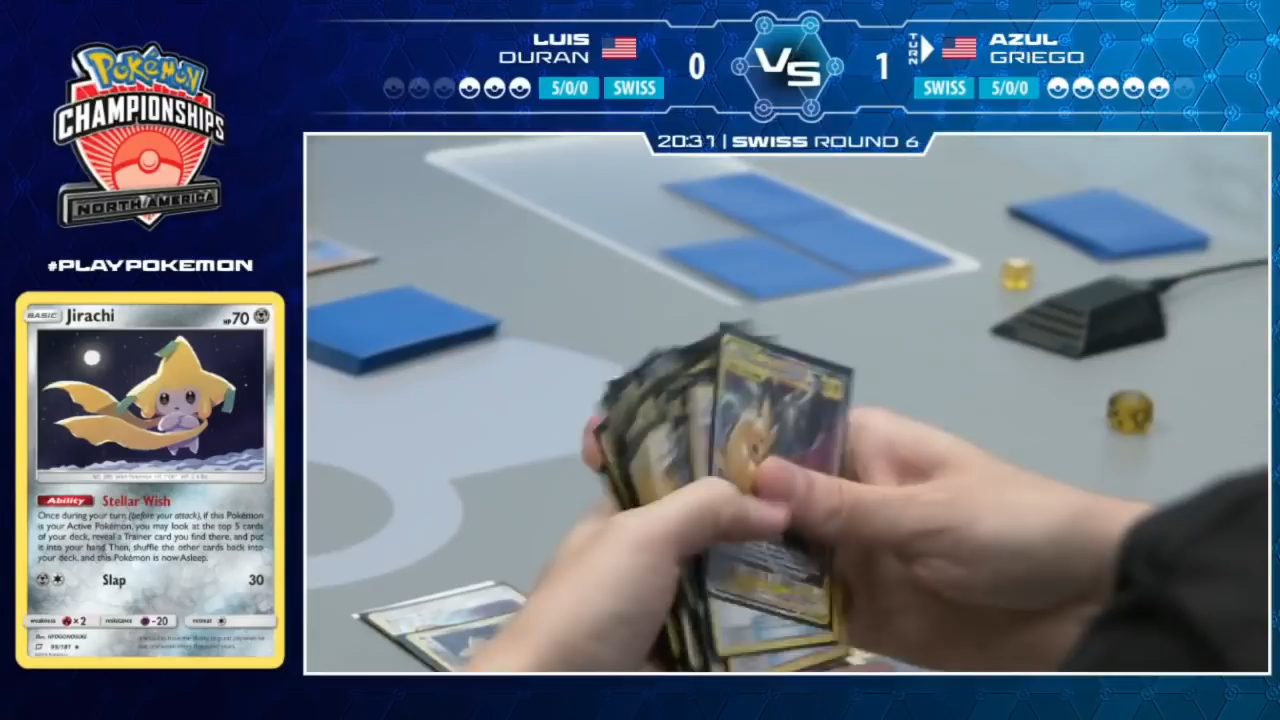 Pokémon
CHAMPIONSHIPS
NORTH AMERICA
#PLAYPOKEMON
LUIS
DURAN
0
VS
1
TURN
AZUL
GRIEGO
5/0/0
SWISS
SWISS
5/0/0
20:31 | SWISS ROUND 6
BASIC
Jirachi
HP70
Ability Stellar Wish
Once during your turn (before your attack), if this Pokémon
is your Active Pokémon, you may look at the top 5 cards
of your deck, reveal a Trainer card you find there, and put
it into your hand. Then, shuffle the other cards back into
your deck, and this Pokémon is now Asleep.
Slap 30
weakness ×2 resistance -20 retreat
99/181